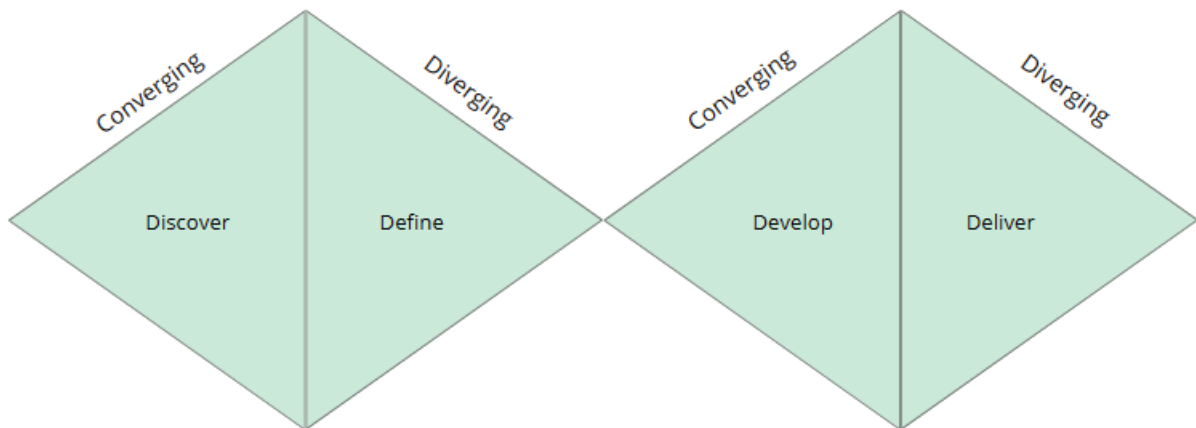 Converging
Diverging
Converging
Diverging
Discover
Define
Develop
Deliver